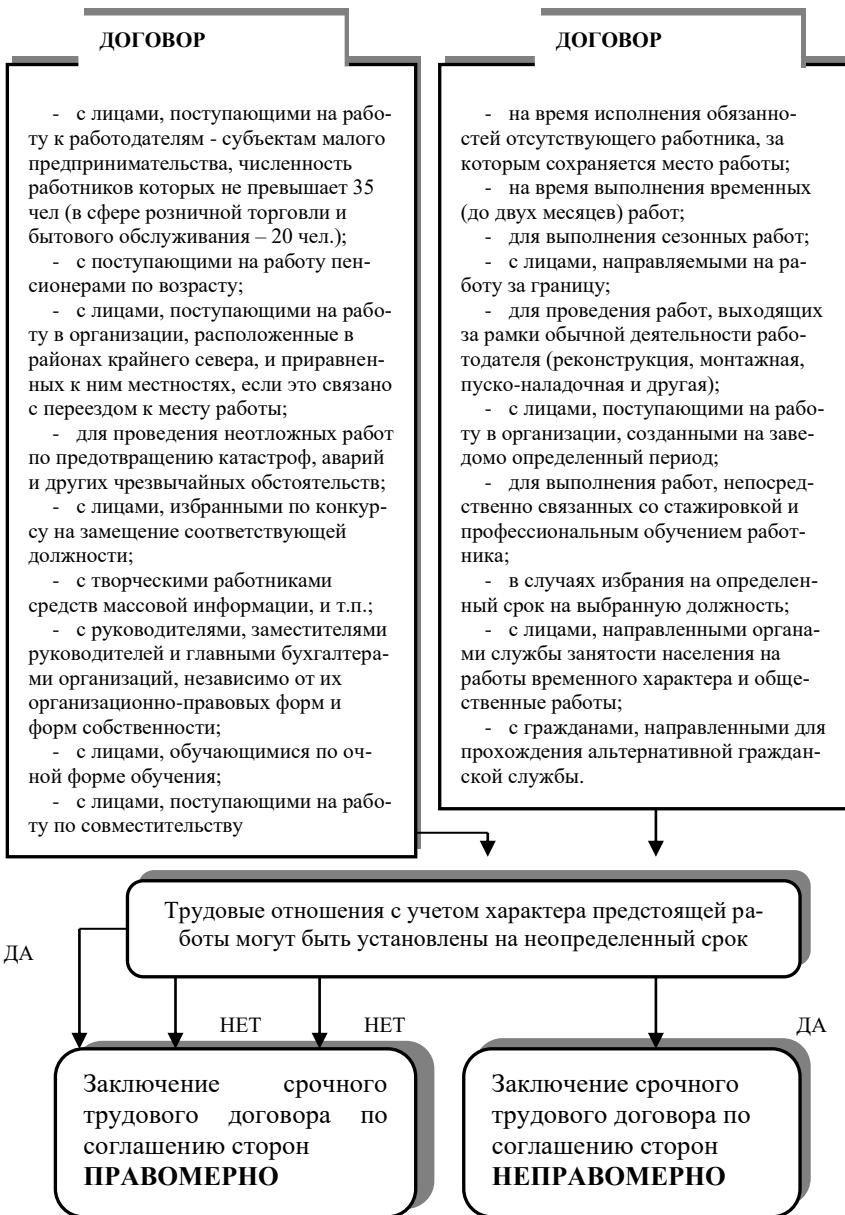 ДОГОВОР
- с лицами, поступающими на рабо-
ту к работодателям - субъектам малого
предпринимательства, численность
работников которых не превышает 35
чел (в сфере розничной торговли и
бытового обслуживания – 20 чел.);
- с поступающими на работу пен-
сионерами по возрасту;
- с лицами, поступающими на рабо-
ту в организации, расположенные в
районах крайнего севера, и приравнен-
ных к ним местностях, если это связано
с переездом к месту работы;
- для проведения неотложных работ
по предотвращению катастроф, аварий
и других чрезвычайных обстоятельств;
- с лицами, избранными по конкур-
су на замещение соответствующей
должности;
- с творческими работниками
средств массовой информации, и т.п.;
- с руководителями, заместителями
руководителей и главными бухгалтера-
ми организаций, независимо от их
организационно-правовых форм и
форм собственности;
- с лицами, обучающимися по оч-
ной форме обучения;
- с лицами, поступающими на рабо-
ту по совместительству
ДОГОВОР
- на время исполнения обязанно-
стей отсутствующего работника, за
которым сохраняется место работы;
- на время выполнения временных
(до двух месяцев) работ;
- для выполнения сезонных работ;
- с лицами, направляемыми на ра-
боту за границу;
- для проведения работ, выходящих
за рамки обычной деятельности рабо-
тодателя (реконструкция, монтажная,
пуско-наладочная и другая);
- с лицами, поступающими на рабо-
ту в организации, созданными на заве-
домо определенный период;
- для выполнения работ, непосред-
ственно связанных со стажировкой и
профессиональным обучением работ-
ника;
- в случаях избрания на определен-
ный срок на выбранную должность;
- с лицами, направленными органа-
ми службы занятости населения на
работы временного характера и обще-
ственные работы;
- с гражданами, направленными для
прохождения альтернативной граждан-
ской службы.
Трудовые отношения с учетом характера предстоящей ра-
боты могут быть установлены на неопределенный срок
ДА
НЕТ
НЕТ
ДА
Заключение срочного
трудового договора по
соглашению сторон
ПРАВОМЕРНО
Заключение срочного
трудового договора по
соглашению сторон
НЕПРАВОМЕРНО